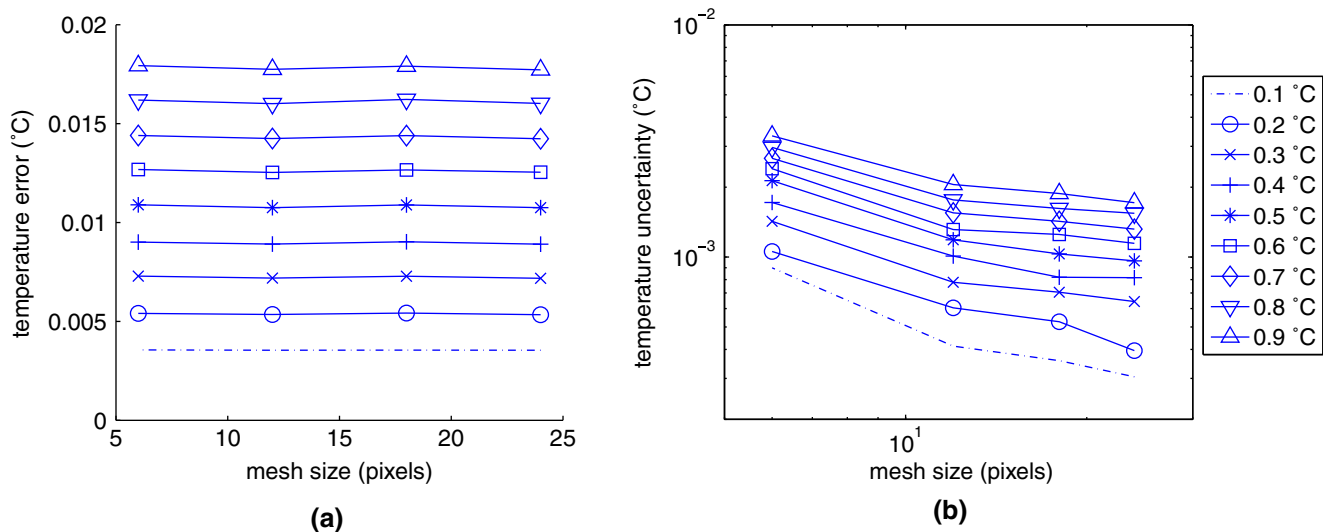 temperature error (˚C)
0.02
0.015
0.01
0.005
0
5
10
15
20
25
mesh size (pixels)
(a)
temperature uncertainty (˚C)
10⁻²
10⁻³
10¹
mesh size (pixels)
(b)
0.1 ˚C
0.2 ˚C
0.3 ˚C
0.4 ˚C
0.5 ˚C
0.6 ˚C
0.7 ˚C
0.8 ˚C
0.9 ˚C